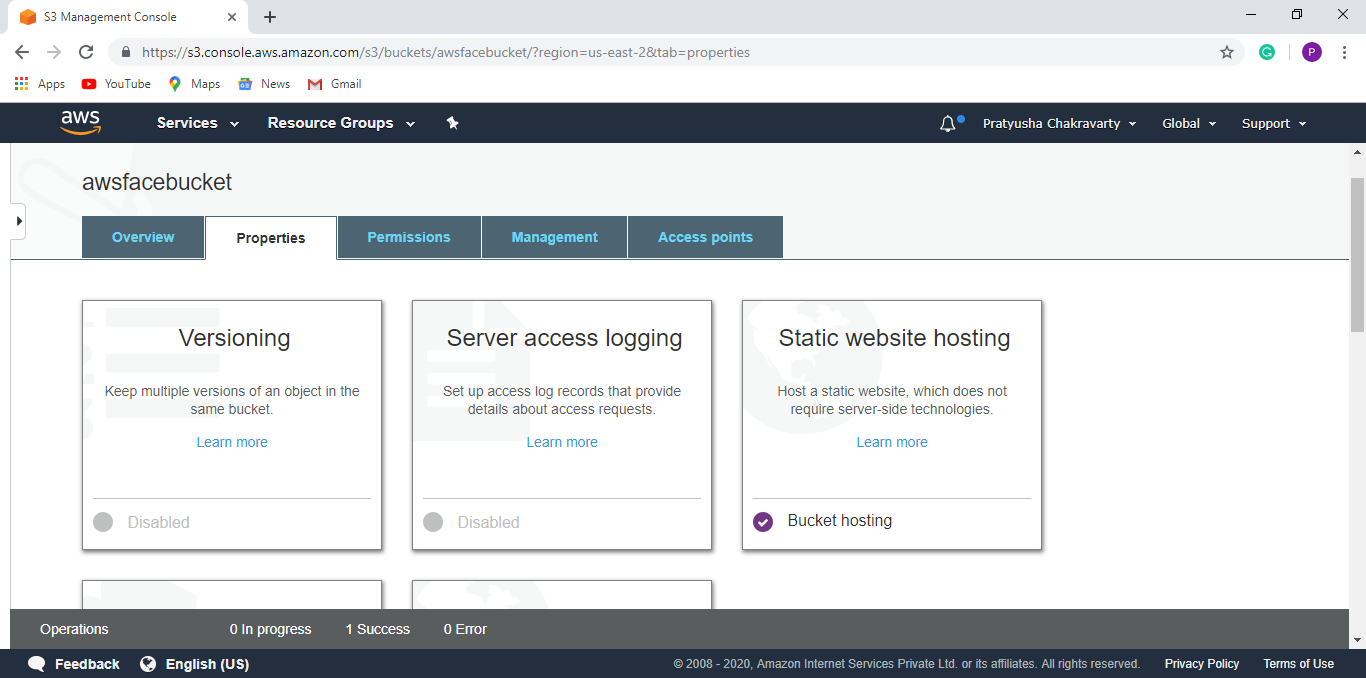 S3 Management Console
https://s3.console.aws.amazon.com/s3/buckets/awsfacebucket/?region=us-east-2&tab=properties
G P
Apps YouTube Maps News Gmail
aws Services Resource Groups Pratyusha Chakravarty Global Support
awsfacebucket
Overview Properties Permissions Management Access points
Versioning
Keep multiple versions of an object in the
same bucket.
Learn more
Disabled
Server access logging
Set up access log records that provide
details about access requests.
Learn more
Disabled
Static website hosting
Host a static website, which does not
require server-side technologies.
Learn more
Bucket hosting
Operations 0 In progress 1 Success 0 Error
Feedback English (US) © 2008 - 2020, Amazon Internet Services Private Ltd. or its affiliates. All rights reserved. Privacy Policy Terms of Use